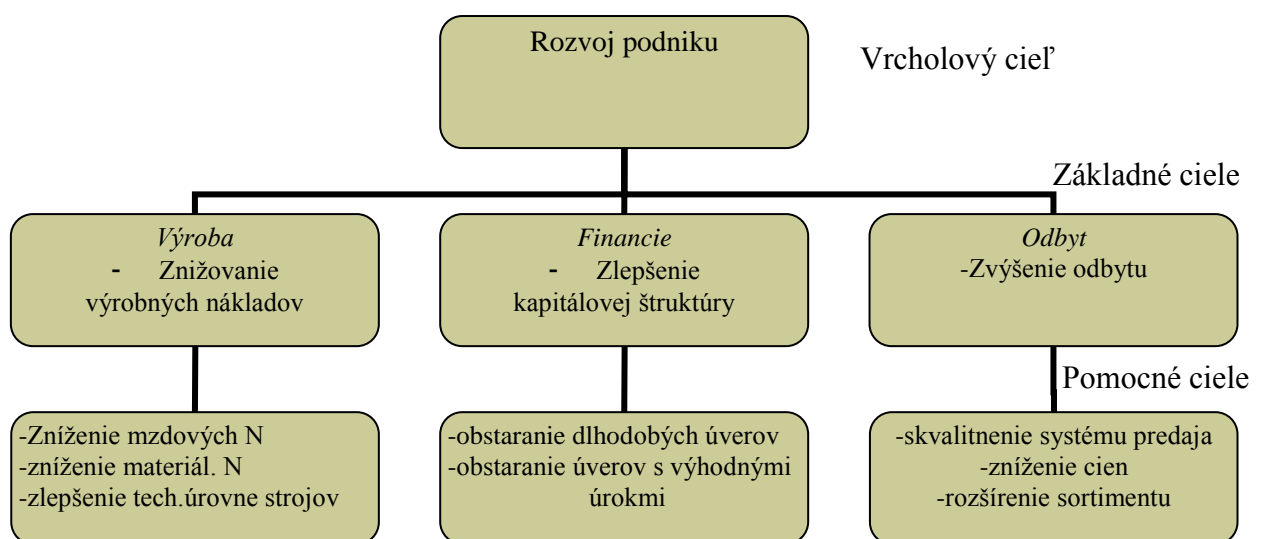 Rozvoj podniku
Vrcholový cieľ
Základné ciele
Výroba
- Znižovanie
výrobných nákladov
Financie
- Zlepšenie
kapitálovej štruktúry
Odbyt
-Zvýšenie odbytu
Pomocné ciele
-Zníženie mzdových N
-zníženie materiál. N
-zlepšenie tech.úrovne strojov
-obstaranie dlhodobých úverov
-obstaranie úverov s výhodnými
úrokmi
-skvalitnenie systému predaja
-zníženie cien
-rozšírenie sortimentu